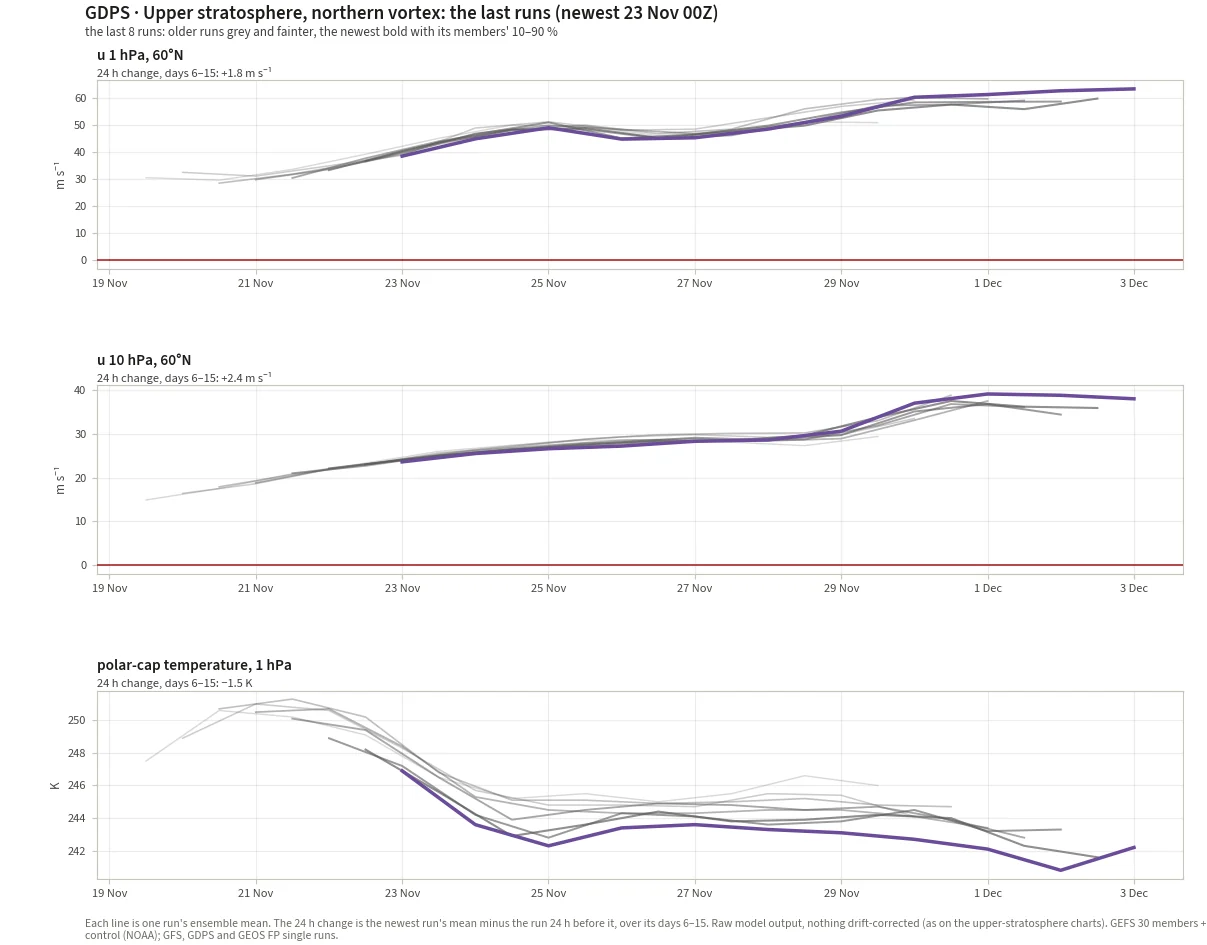 GDPS · Upper stratosphere, northern vortex: the last runs (newest 23 Nov 00Z)
the last 8 runs: older runs grey and fainter, the newest bold with its members' 10–90 %
u 1 hPa, 60°N
24 h change, days 6–15: +1.8 m s⁻¹
60
50
40
30
20
10
0
m s⁻¹
19 Nov 21 Nov 23 Nov 25 Nov 27 Nov 29 Nov 1 Dec 3 Dec
u 10 hPa, 60°N
24 h change, days 6–15: +2.4 m s⁻¹
40
30
20
10
0
m s⁻¹
19 Nov 21 Nov 23 Nov 25 Nov 27 Nov 29 Nov 1 Dec 3 Dec
polar-cap temperature, 1 hPa
24 h change, days 6–15: −1.5 K
250
248
246
244
242
K
19 Nov 21 Nov 23 Nov 25 Nov 27 Nov 29 Nov 1 Dec 3 Dec
Each line is one run's ensemble mean. The 24 h change is the newest run's mean minus the run 24 h before it, over its days 6–15. Raw model output, nothing drift-corrected (as on the upper-stratosphere charts). GEFS 30 members +
control (NOAA); GFS, GDPS and GEOS FP single runs.